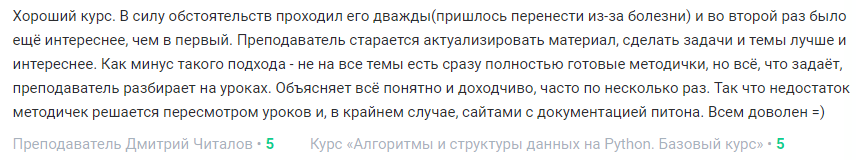 Хороший курс. В силу обстоятельств проходил его дважды(пришлось перенести из-за болезни) и во второй раз было
ещё интереснее, чем в первый. Преподаватель старается актуализировать материал, сделать задачи и темы лучше и
интереснее. Как минус такого подхода - не на все темы есть сразу полностью готовые методички, но всё, что задаёт,
преподаватель разбирает на уроках. Объясняет всё понятно и доходчиво, часто по несколько раз. Так что недостаток
методичек решается пересмотром уроков и, в крайнем случае, сайтами с документацией питона. Всем доволен =)
Преподаватель Дмитрий Читалов • 5 Курс «Алгоритмы и структуры данных на Python. Базовый курс» • 5